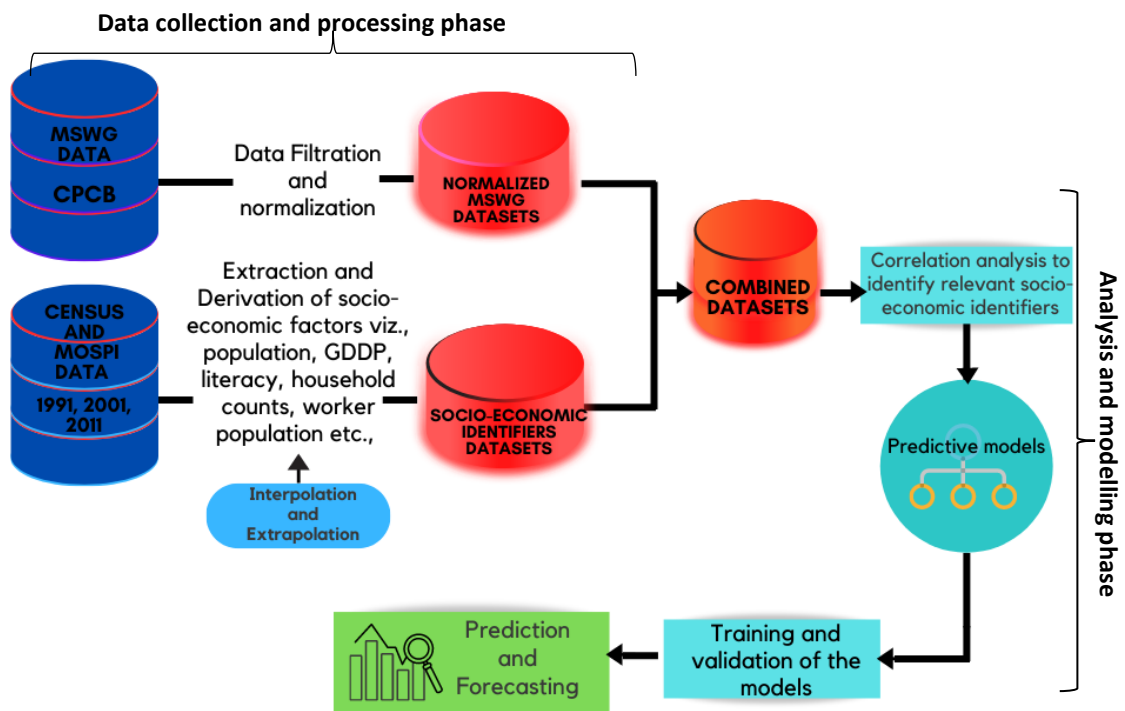 Data collection and processing phase
MSWG
DATA
CPCB
Data Filtration
and
normalization
NORMALIZED
MSWG
DATASETS
CENSUS
AND
MOSPI
DATA
1991, 2001,
2011
Extraction and
Derivation of socio-
economic factors viz.,
population, GDDP,
literacy, household
counts, worker
population etc.,
Interpolation
and
Extrapolation
SOCIO-ECONOMIC
IDENTIFIERS
DATASETS
COMBINED
DATASETS
Correlation analysis to
identify relevant socio-
economic identifiers
Predictive models
Analysis and modelling phase
Training and
validation of the
models
Prediction
and
Forecasting